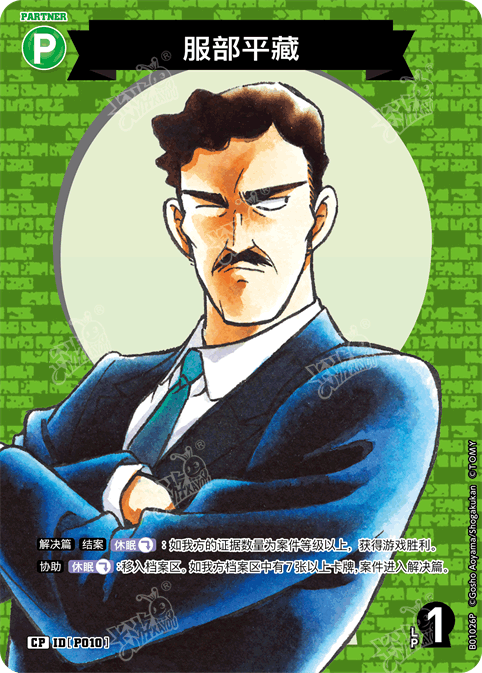 PARTNER
P
服部平藏
解决篇 结案 休眠 ：如我方的证据数量为案件等级以上，获得游戏胜利。
协助 休眠 ：移入档案区。如我方档案区中有７张以上卡牌，案件进入解决篇。
CP ID[P010]
LP 1
B01026P ©Gosho Aoyama/Shogakukan ©TOMY